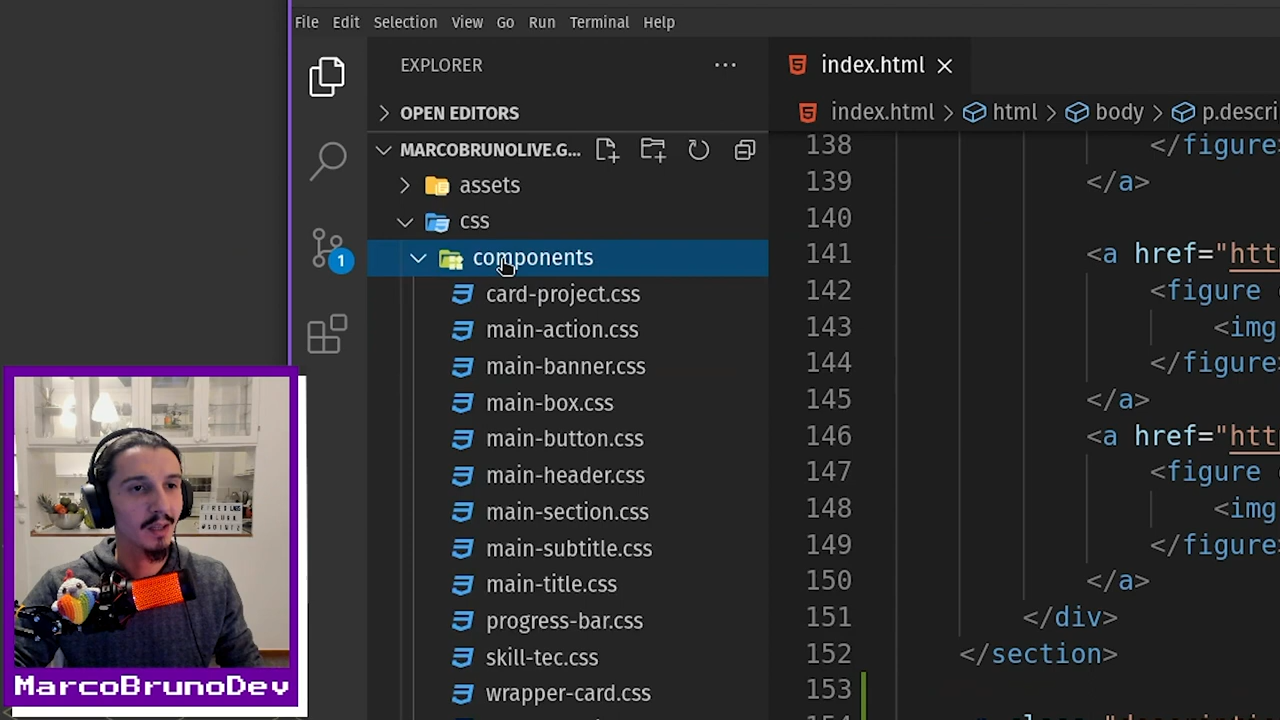 File Edit Selection View Go Run Terminal Help
EXPLORER ···
OPEN EDITORS
MARCOBRUNOLIVE.G...
assets
css
components
card-project.css
main-action.css
main-banner.css
main-box.css
main-button.css
main-header.css
main-section.css
main-subtitle.css
main-title.css
progress-bar.css
skill-tec.css
wrapper-card.css
1
index.html
index.html > html > body > p.descri
138 </figure>
139 </a>
140
141 <a href="htt
142 <figure
143 <img
144 </figure>
145 </a>
146 <a href="htt
147 <figure
148 <img
149 </figure>
150 </a>
151 </div>
152 </section>
153
MarcoBrunoDev